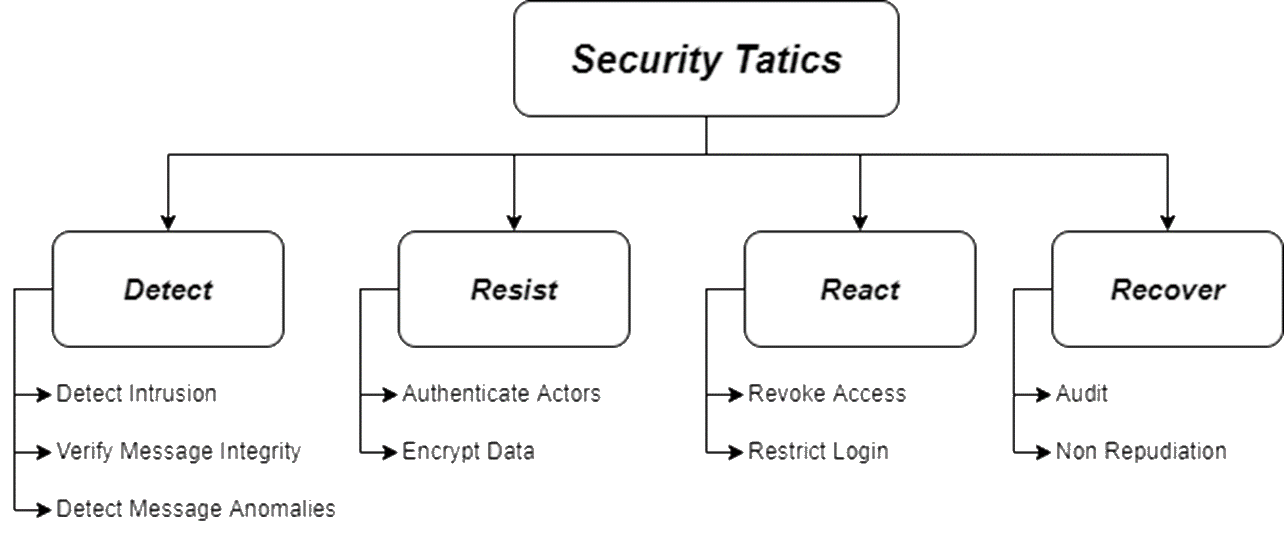 Security Tatics
Detect
Resist
React
Recover
Detect Intrusion
Verify Message Integrity
Detect Message Anomalies
Authenticate Actors
Encrypt Data
Revoke Access
Restrict Login
Audit
Non Repudiation